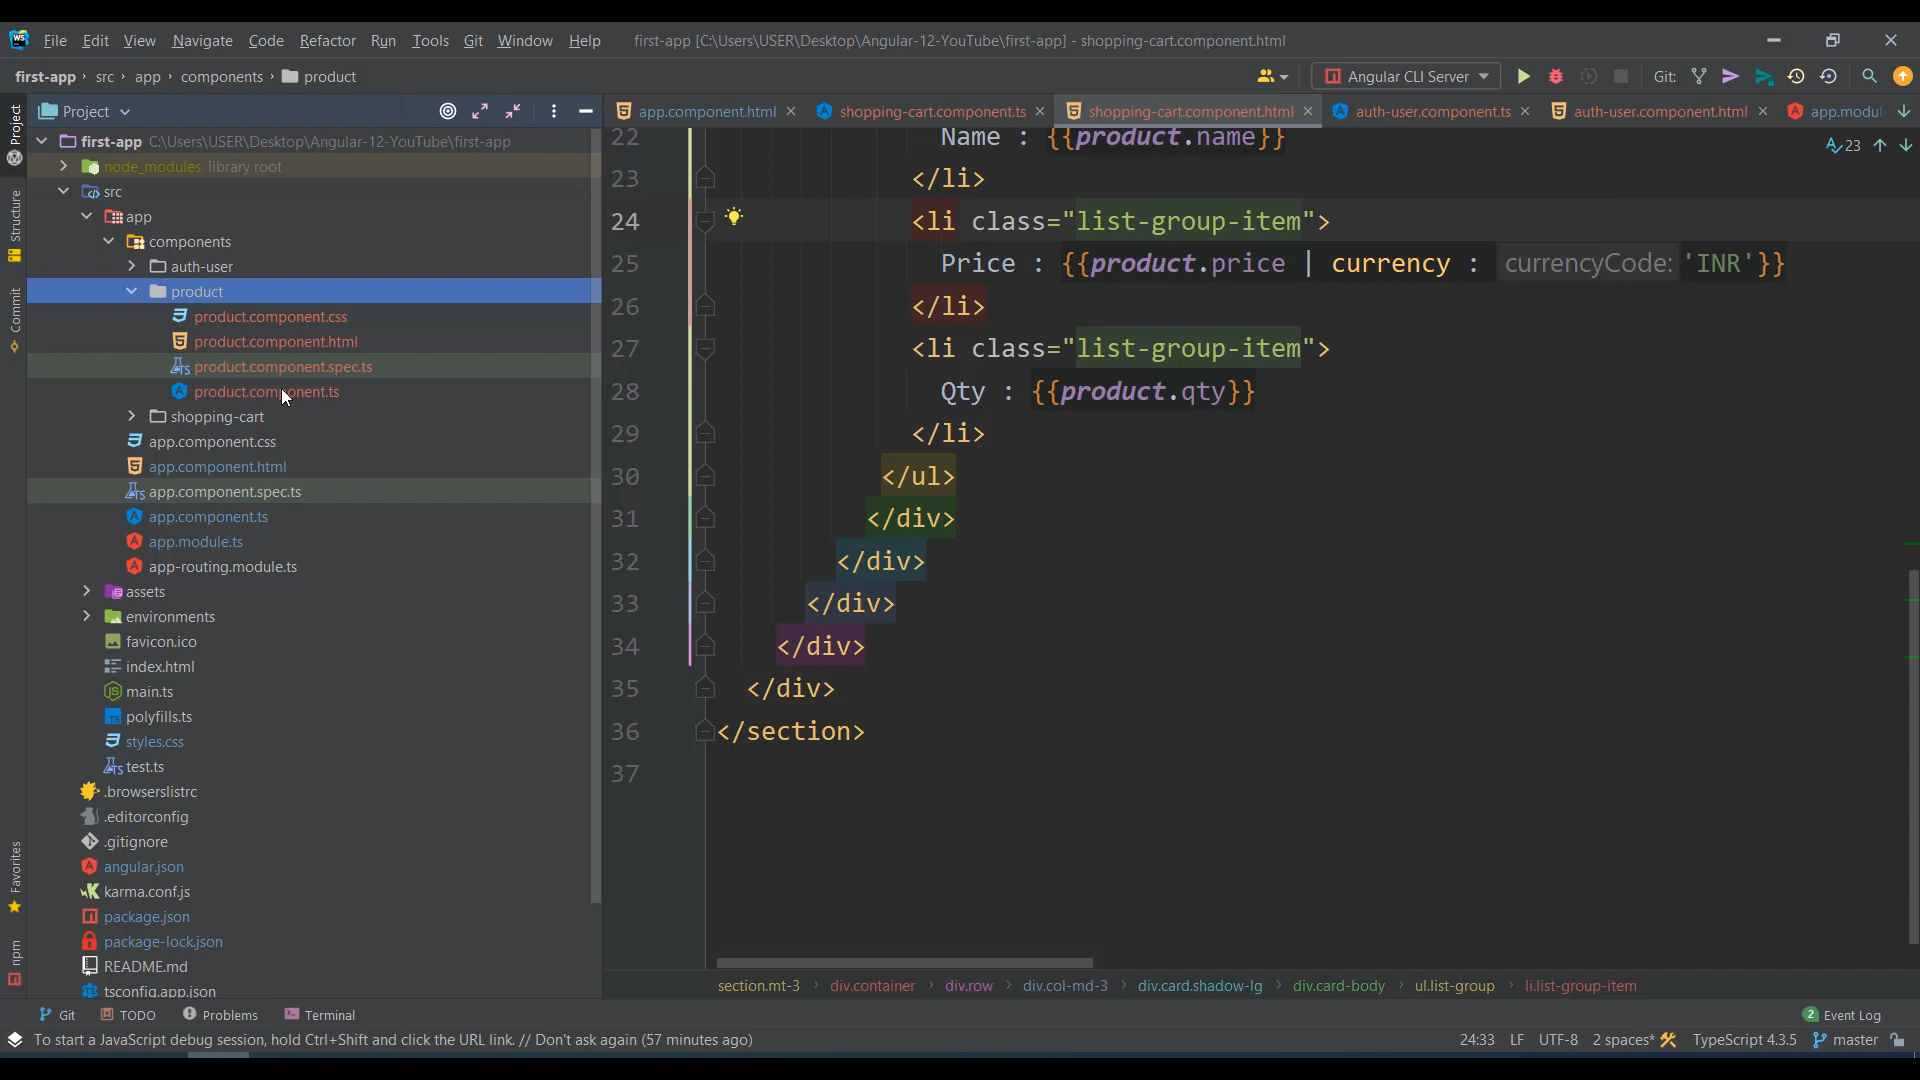 File Edit View Navigate Code Refactor Run Tools Git Window Help first-app [C:\Users\USER\Desktop\Angular-12-YouTube\first-app] - shopping-cart.component.html
first-app src app components product Angular CLI Server Git:
Project
app.component.html shopping-cart.component.ts shopping-cart.component.html auth-user.component.ts auth-user.component.html app.modul
Project
Structure
Commit
Favorites
npm
first-app C:\Users\USER\Desktop\Angular-12-YouTube\first-app
node_modules library root
src
app
components
auth-user
product
product.component.css
product.component.html
product.component.spec.ts
product.component.ts
shopping-cart
app.component.css
app.component.html
app.component.spec.ts
app.component.ts
app.module.ts
app-routing.module.ts
assets
environments
favicon.ico
index.html
main.ts
polyfills.ts
styles.css
test.ts
.browserslistrc
.editorconfig
.gitignore
angular.json
karma.conf.js
package.json
package-lock.json
README.md
tsconfig.app.json
23
22 Name : {{product.name}}
23 </li>
24 <li class="list-group-item">
25 Price : {{product.price | currency : currencyCode: 'INR'}}
26 </li>
27 <li class="list-group-item">
28 Qty : {{product.qty}}
29 </li>
30 </ul>
31 </div>
32 </div>
33 </div>
34 </div>
35 </div>
36 </section>
37
section.mt-3 div.container div.row div.col-md-3 div.card.shadow-lg div.card-body ul.list-group li.list-group-item
Git TODO Problems Terminal 2 Event Log
To start a JavaScript debug session, hold Ctrl+Shift and click the URL link. // Don't ask again (57 minutes ago) 24:33 LF UTF-8 2 spaces* TypeScript 4.3.5 master